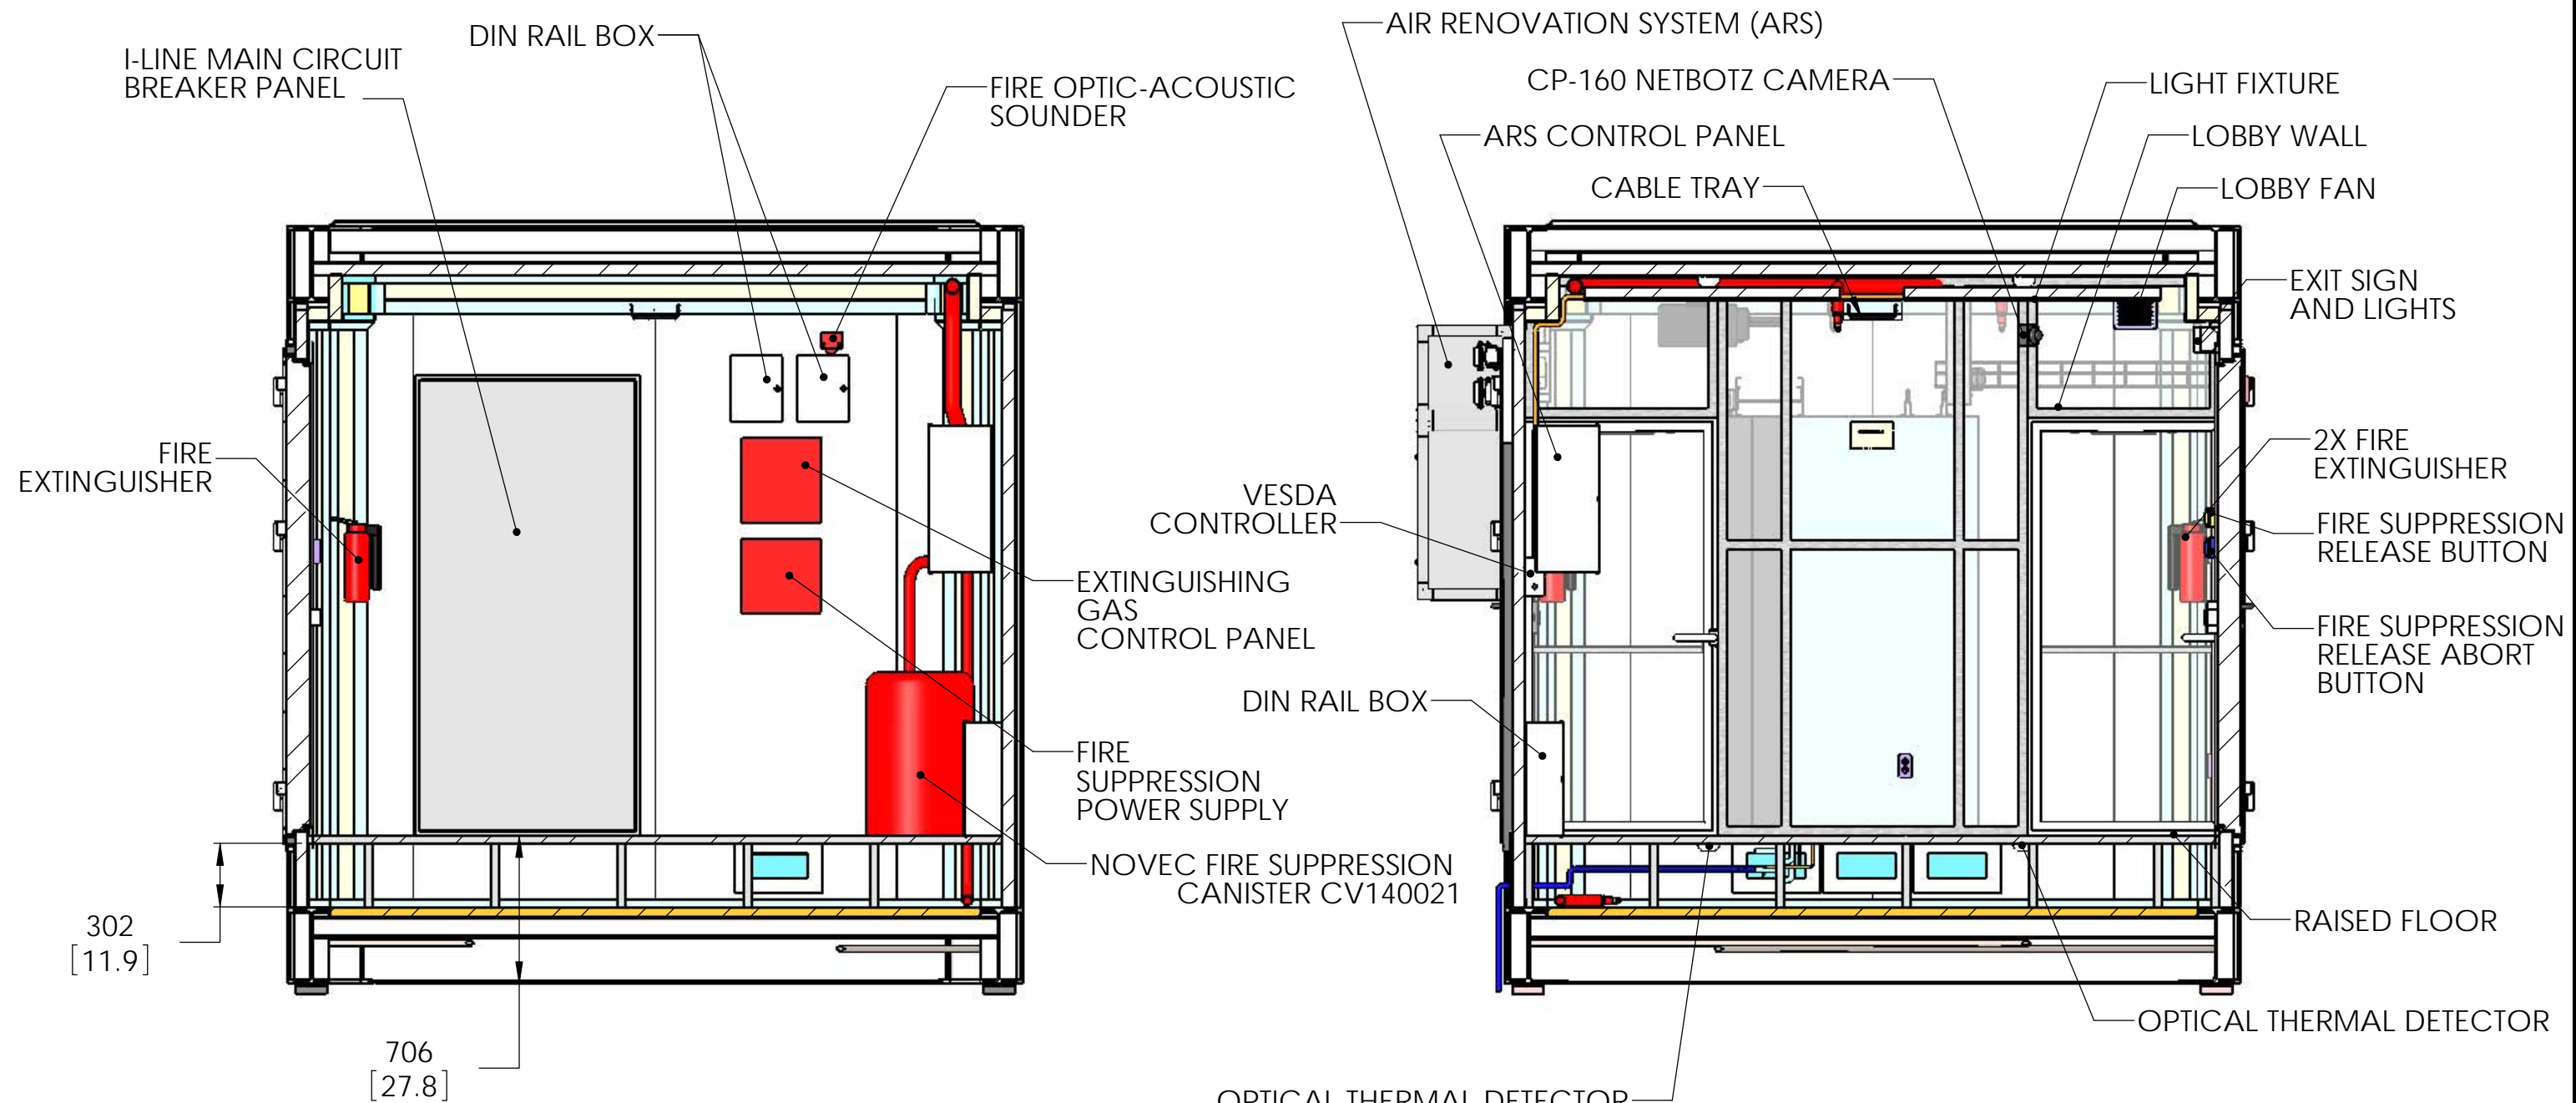 I-LINE MAIN CIRCUIT
BREAKER PANEL
DIN RAIL BOX
FIRE OPTIC-ACOUSTIC
SOUNDER
FIRE
EXTINGUISHER
EXTINGUISHING
GAS
CONTROL PANEL
FIRE
SUPPRESSION
POWER SUPPLY
NOVEC FIRE SUPPRESSION
CANISTER CV140021
302
[11.9]
706
[27.8]
AIR RENOVATION SYSTEM (ARS)
CP-160 NETBOTZ CAMERA
ARS CONTROL PANEL
CABLE TRAY
LIGHT FIXTURE
LOBBY WALL
LOBBY FAN
EXIT SIGN
AND LIGHTS
2X FIRE
EXTINGUISHER
VESDA
CONTROLLER
FIRE SUPPRESSION
RELEASE BUTTON
FIRE SUPPRESSION
RELEASE ABORT
BUTTON
DIN RAIL BOX
RAISED FLOOR
OPTICAL THERMAL DETECTOR
OPTICAL THERMAL DETECTOR